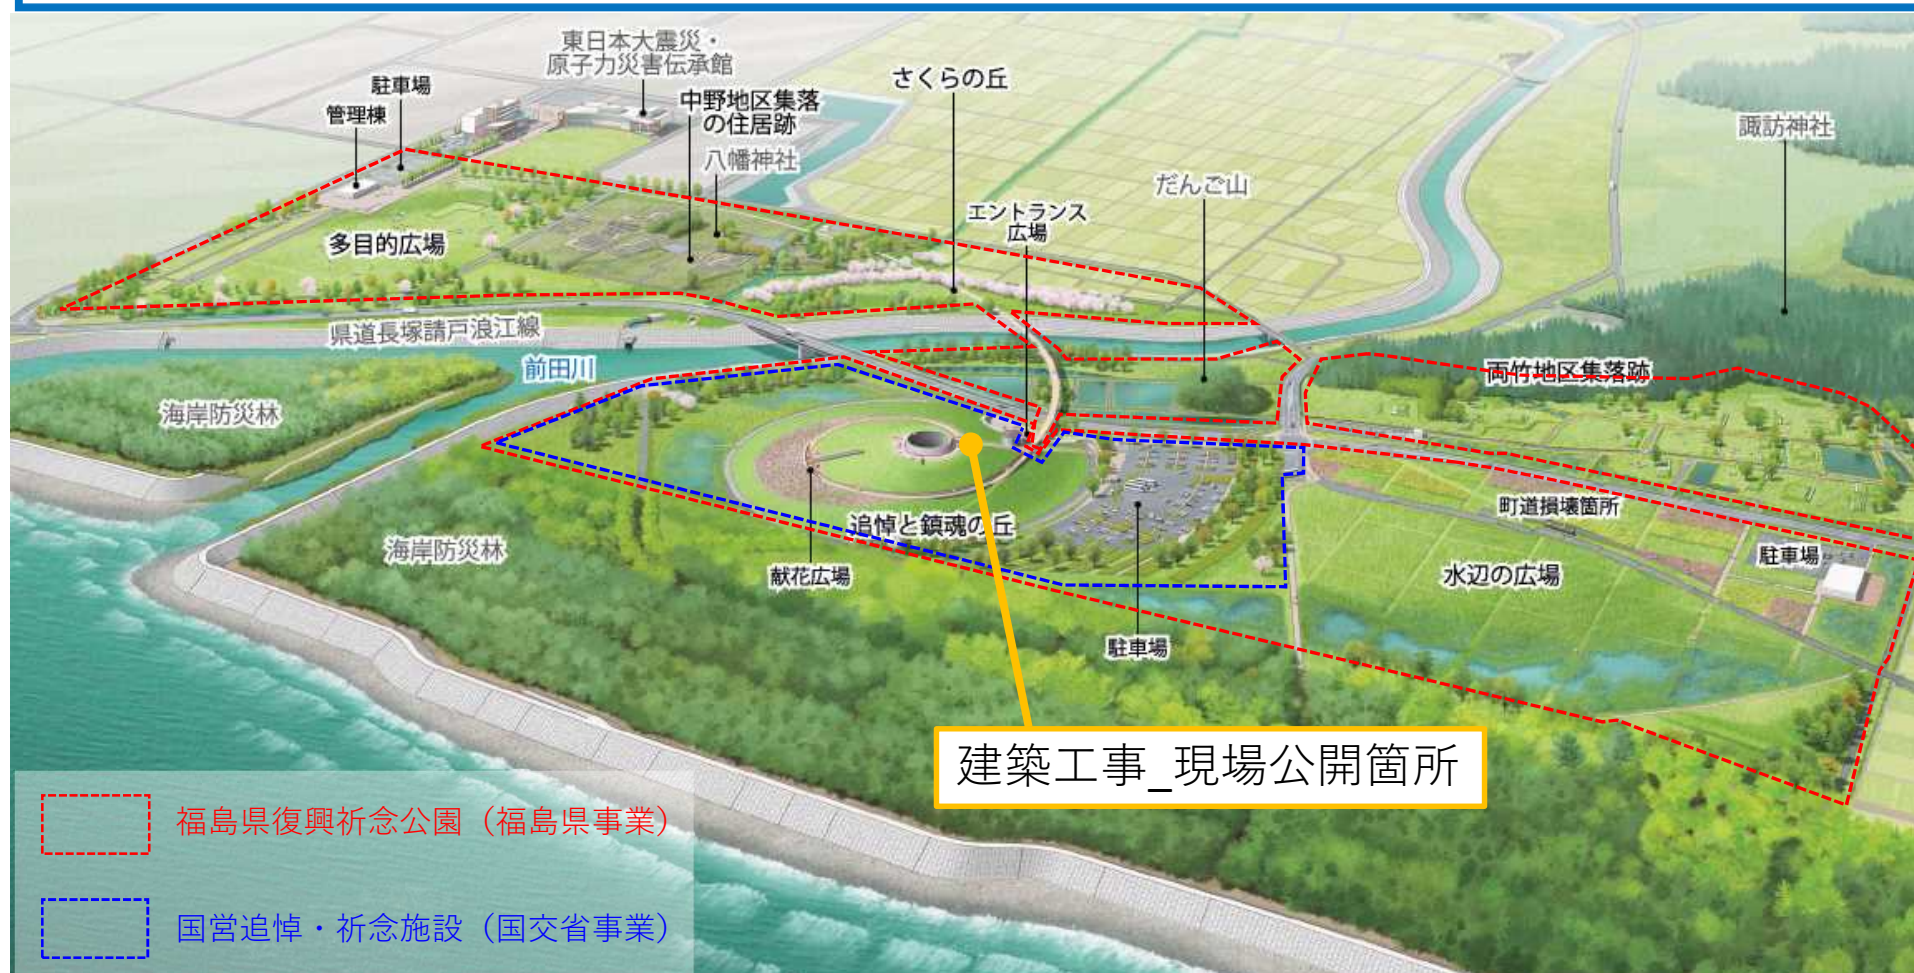 東日本大震災・
原子力災害伝承館
駐車場
管理棟
中野地区集落
の住居跡
八幡神社
さくらの丘
諏訪神社
だんご山
エントランス
広場
多目的広場
県道長塚請戸浪江線
前田川
海岸防災林
両竹地区集落跡
町道損壊箇所
駐車場
水辺の広場
追悼と鎮魂の丘
海岸防災林
献花広場
駐車場
建築工事_現場公開箇所
福島県復興祈念公園（福島県事業）
国営追悼・祈念施設（国交省事業）